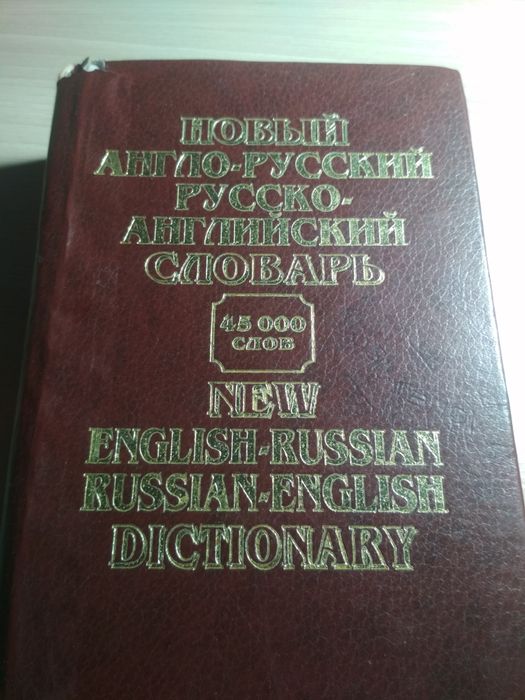 НОВЫЙ
АНГЛО-РУССКИЙ
РУССКО-
АНГЛИЙСКИЙ
СЛОВАРЬ
45 000
СЛОВ
NEW
ENGLISH-RUSSIAN
RUSSIAN-ENGLISH
DICTIONARY